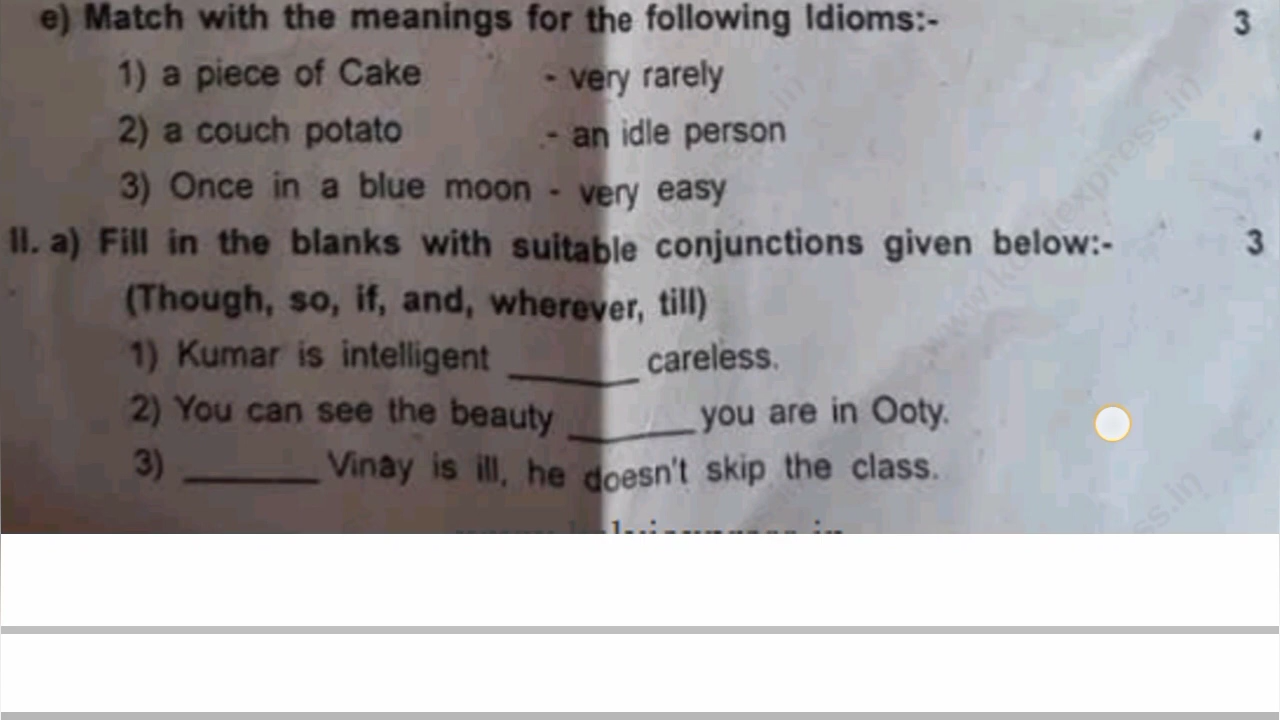 e) Match with the meanings for the following Idioms:- 3
1) a piece of Cake - very rarely
2) a couch potato - an idle person
3) Once in a blue moon - very easy
II. a) Fill in the blanks with suitable conjunctions given below:- 3
(Though, so, if, and, wherever, till)
1) Kumar is intelligent ______ careless.
2) You can see the beauty ______ you are in Ooty.
3) ______ Vinay is ill, he doesn't skip the class.